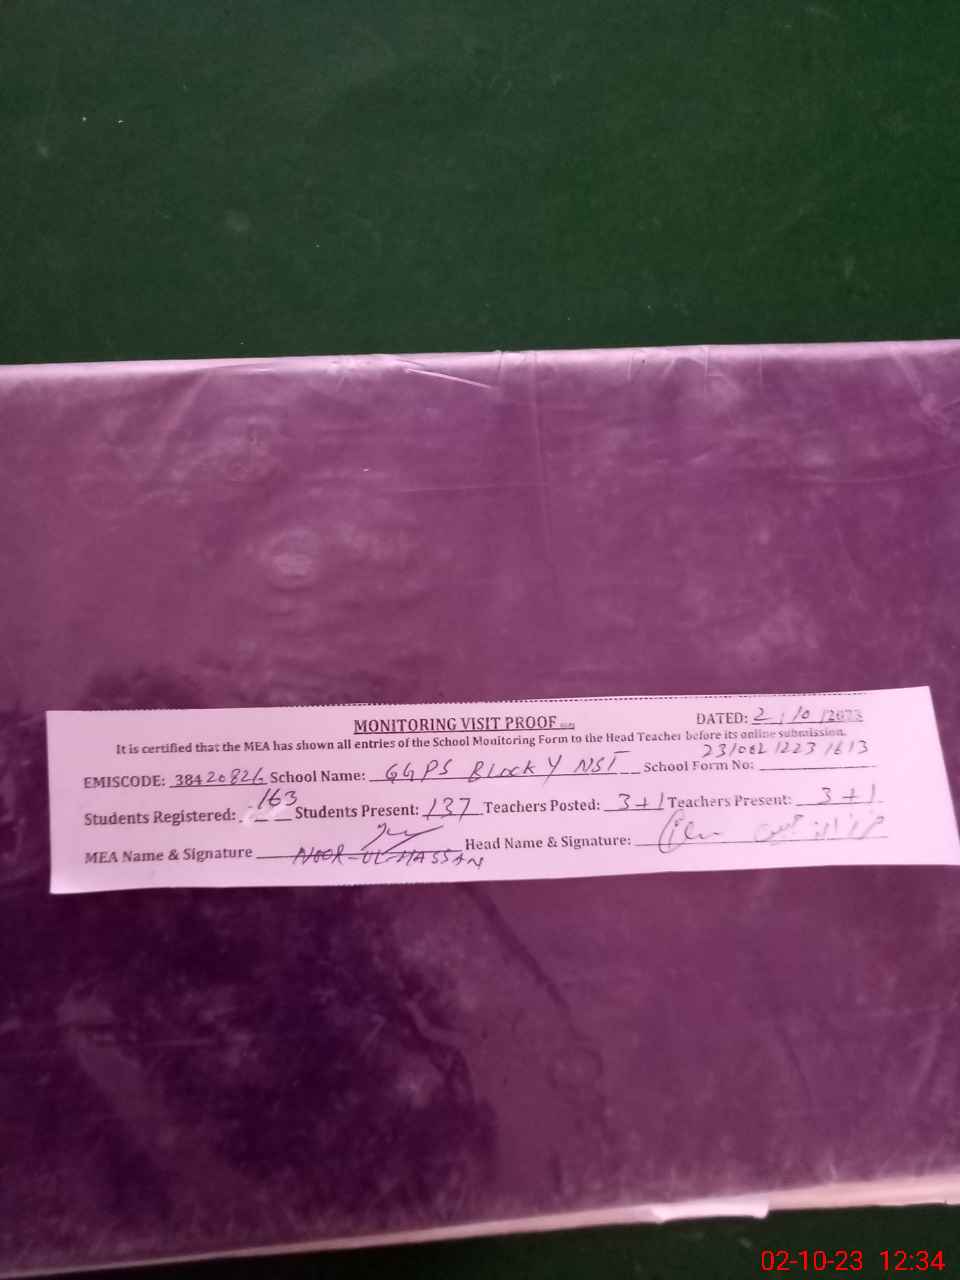 MONITORING VISIT PROOF
DATED: 2/10/2023
It is certified that the MEA has shown all entries of the School Monitoring Form to the Head Teacher before its online submission.
EMISCODE: 38420826 School Name: GGPS Block Y NST School Form No: 231002 1223 1613
Students Registered: 163 Students Present: 137 Teachers Posted: 3+1 Teachers Present: 3+1
MEA Name & Signature NOOR-UL-HASSAN Head Name & Signature:
02-10-23 12:34